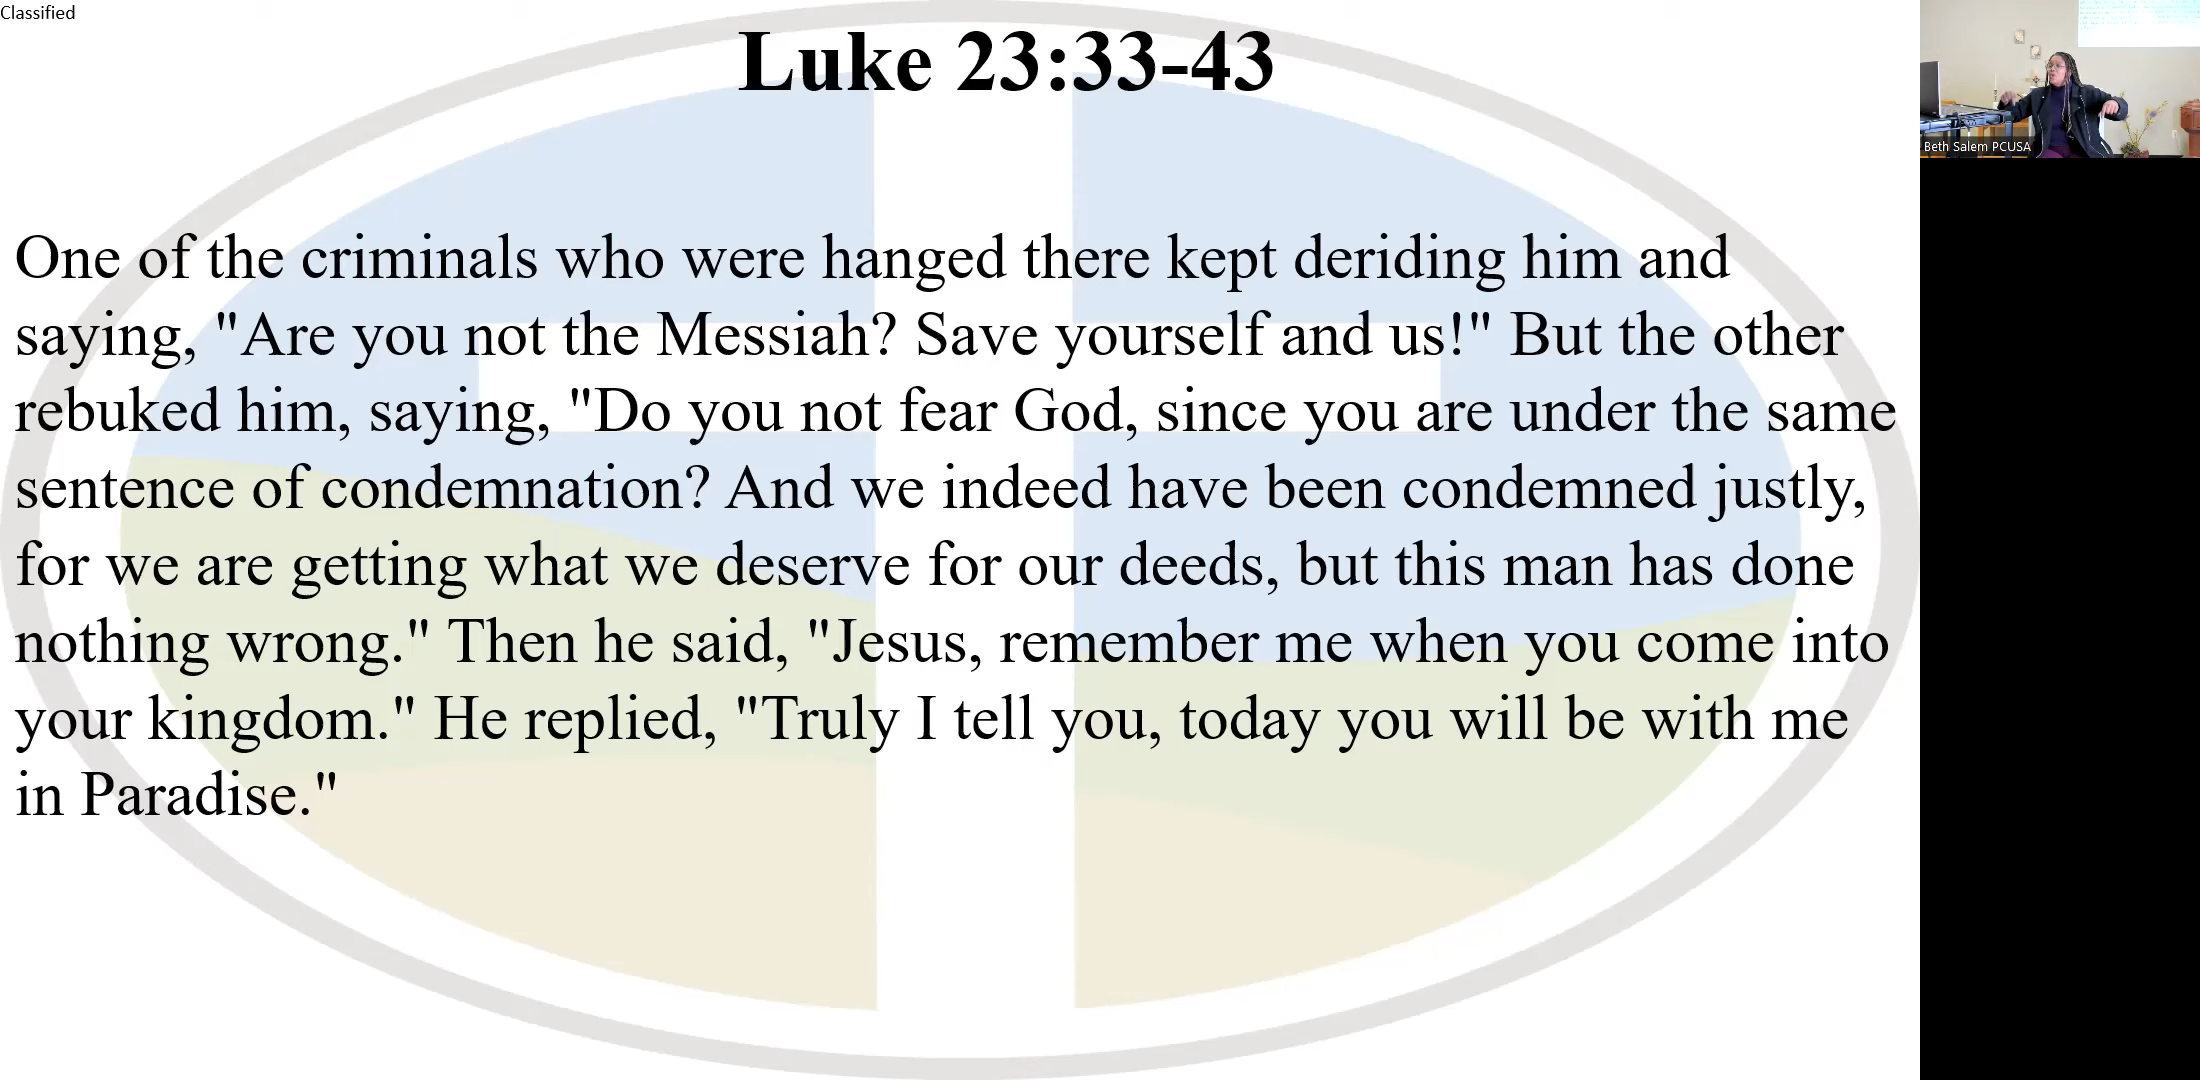 Classified
Luke 23:33-43
One of the criminals who were hanged there kept deriding him and
saying, "Are you not the Messiah? Save yourself and us!" But the other
rebuked him, saying, "Do you not fear God, since you are under the same
sentence of condemnation? And we indeed have been condemned justly,
for we are getting what we deserve for our deeds, but this man has done
nothing wrong." Then he said, "Jesus, remember me when you come into
your kingdom." He replied, "Truly I tell you, today you will be with me
in Paradise."
Beth Salem PCUSA